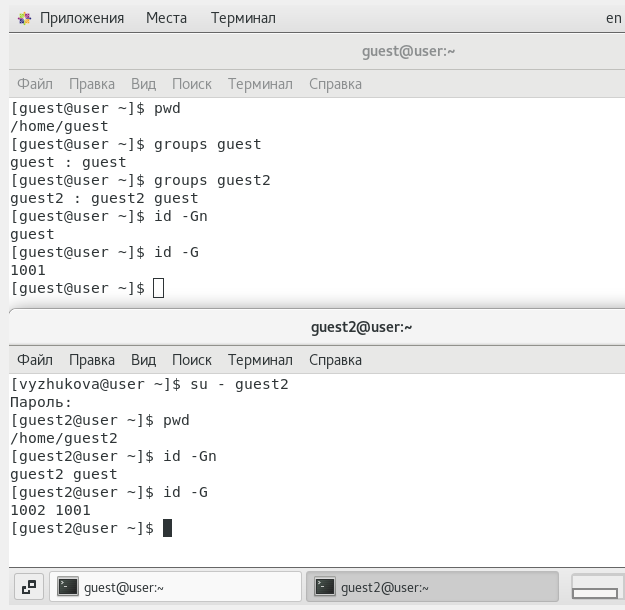 Приложения Места Терминал en
guest@user:~
Файл Правка Вид Поиск Терминал Справка
[guest@user ~]$ pwd
/home/guest
[guest@user ~]$ groups guest
guest : guest
[guest@user ~]$ groups guest2
guest2 : guest2 guest
[guest@user ~]$ id -Gn
guest
[guest@user ~]$ id -G
1001
[guest@user ~]$
guest2@user:~
Файл Правка Вид Поиск Терминал Справка
[vyzhukova@user ~]$ su - guest2
Пароль:
[guest2@user ~]$ pwd
/home/guest2
[guest2@user ~]$ id -Gn
guest2 guest
[guest2@user ~]$ id -G
1002 1001
[guest2@user ~]$
guest@user:~ guest2@user:~